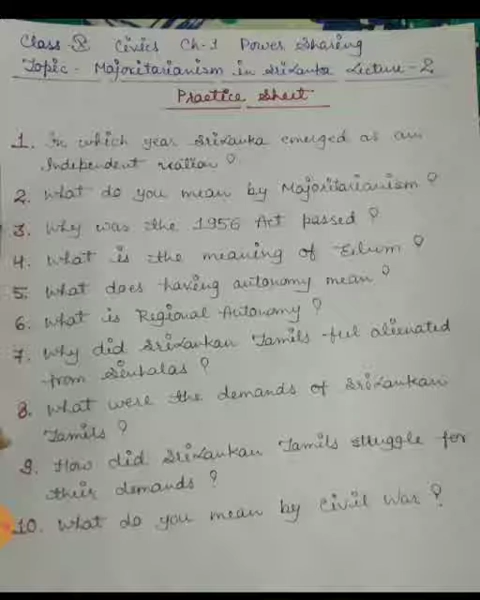 Class-X Civics Ch-1 Power Sharing
Topic - Majoritarianism in SriLanka Lecture-2
Practice Sheet
1. In which year SriLanka emerged as an
Independent nation?
2. What do you mean by Majoritarianism?
3. Why was the 1956 Act passed?
4. What is the meaning of Eelum?
5. What does having autonomy mean?
6. What is Regional Autonomy?
7. Why did SriLankan Tamils feel alienated
from Sinhalas?
8. What were the demands of SriLankan
Tamils?
9. How did SriLankan Tamils struggle for
their demands?
10. What do you mean by Civil War?